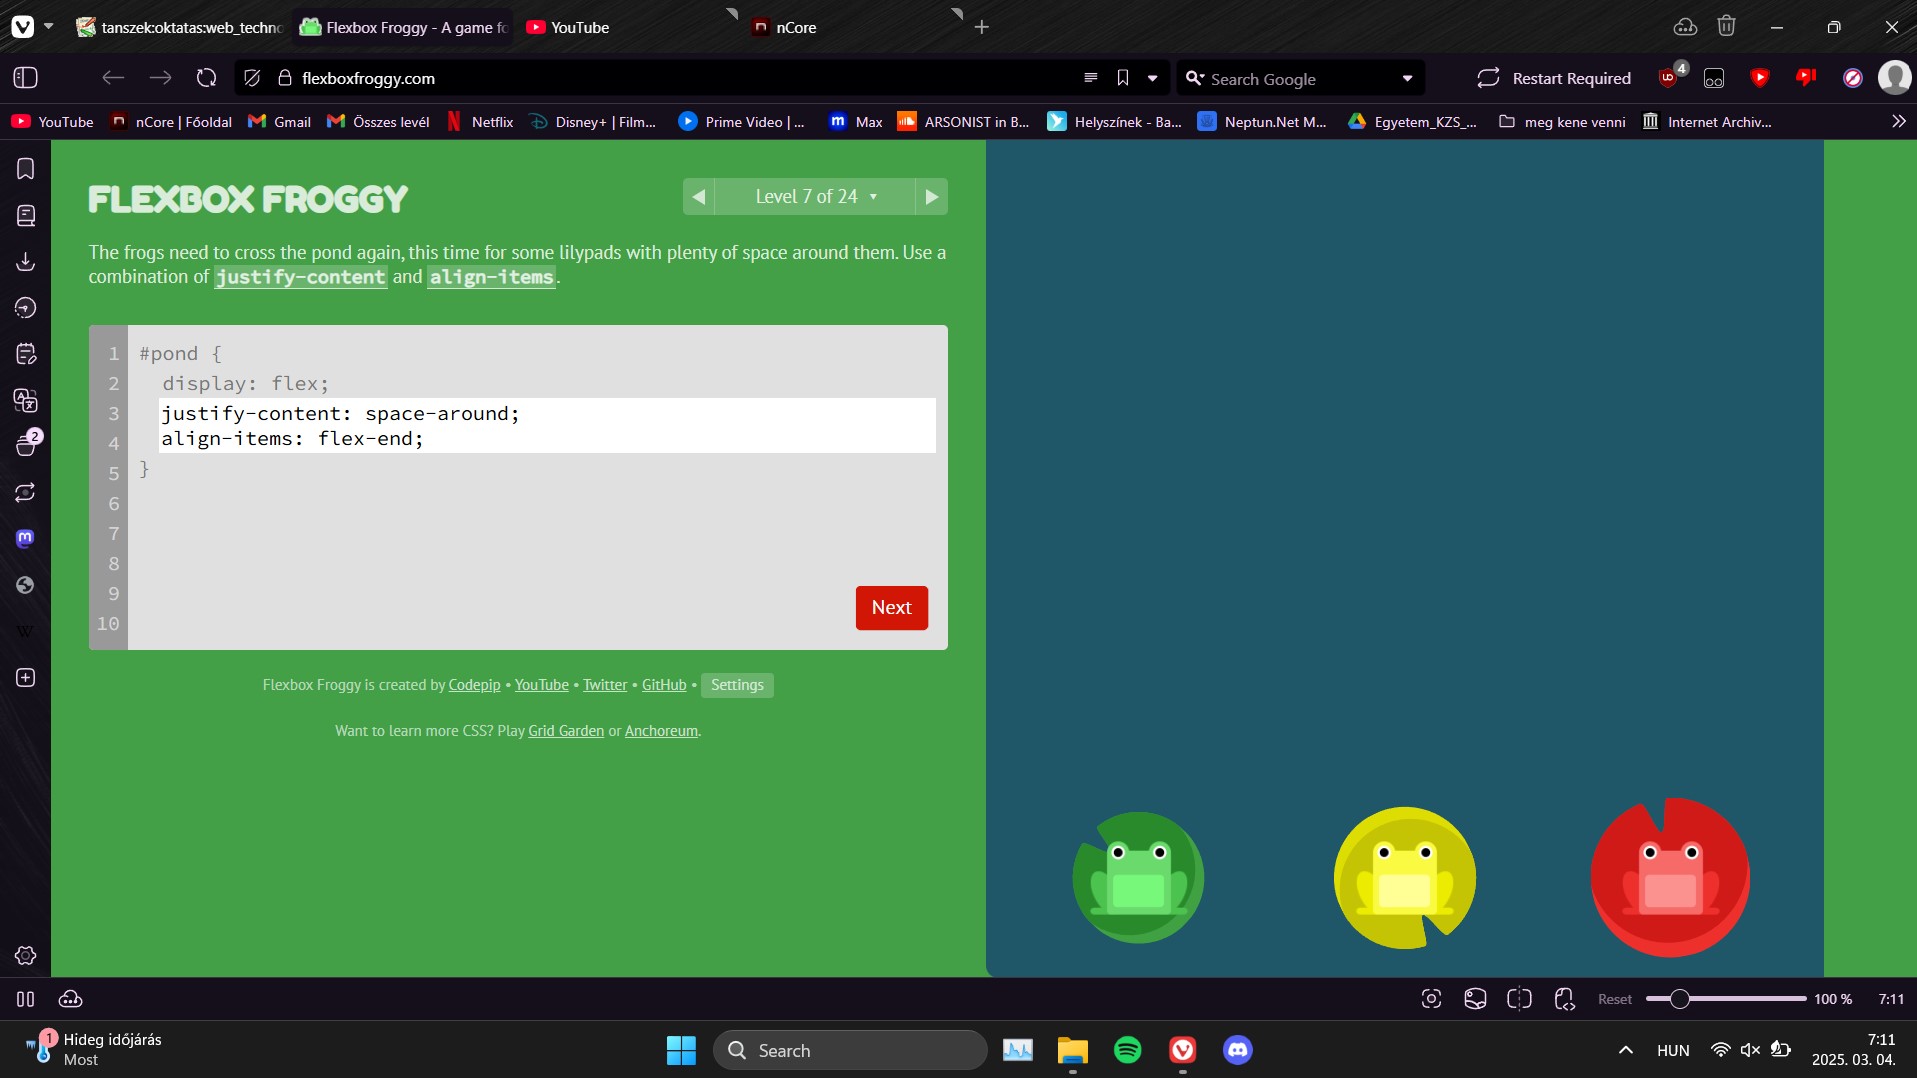 tanszek:oktatas:web_techno
Flexbox Froggy - A game fo
YouTube
nCore
flexboxfroggy.com
Search Google
Restart Required
4
YouTube
nCore | Főoldal
Gmail
Összes levél
Netflix
Disney+ | Film...
Prime Video | ...
Max
ARSONIST in B...
Helyszínek - Ba...
Neptun.Net M...
Egyetem_KZS_...
meg kene venni
Internet Archiv...
FLEXBOX FROGGY
Level 7 of 24
The frogs need to cross the pond again, this time for some lilypads with plenty of space around them. Use a
combination of justify-content and align-items.
1 #pond {
2 display: flex;
3 justify-content: space-around;
4 align-items: flex-end;
5 }
6
7
8
9
10
Next
Flexbox Froggy is created by Codepip • YouTube • Twitter • GitHub • Settings
Want to learn more CSS? Play Grid Garden or Anchoreum.
2
W
Reset
100 %
7:11
1
Hideg időjárás
Most
Search
HUN
7:11
2025. 03. 04.